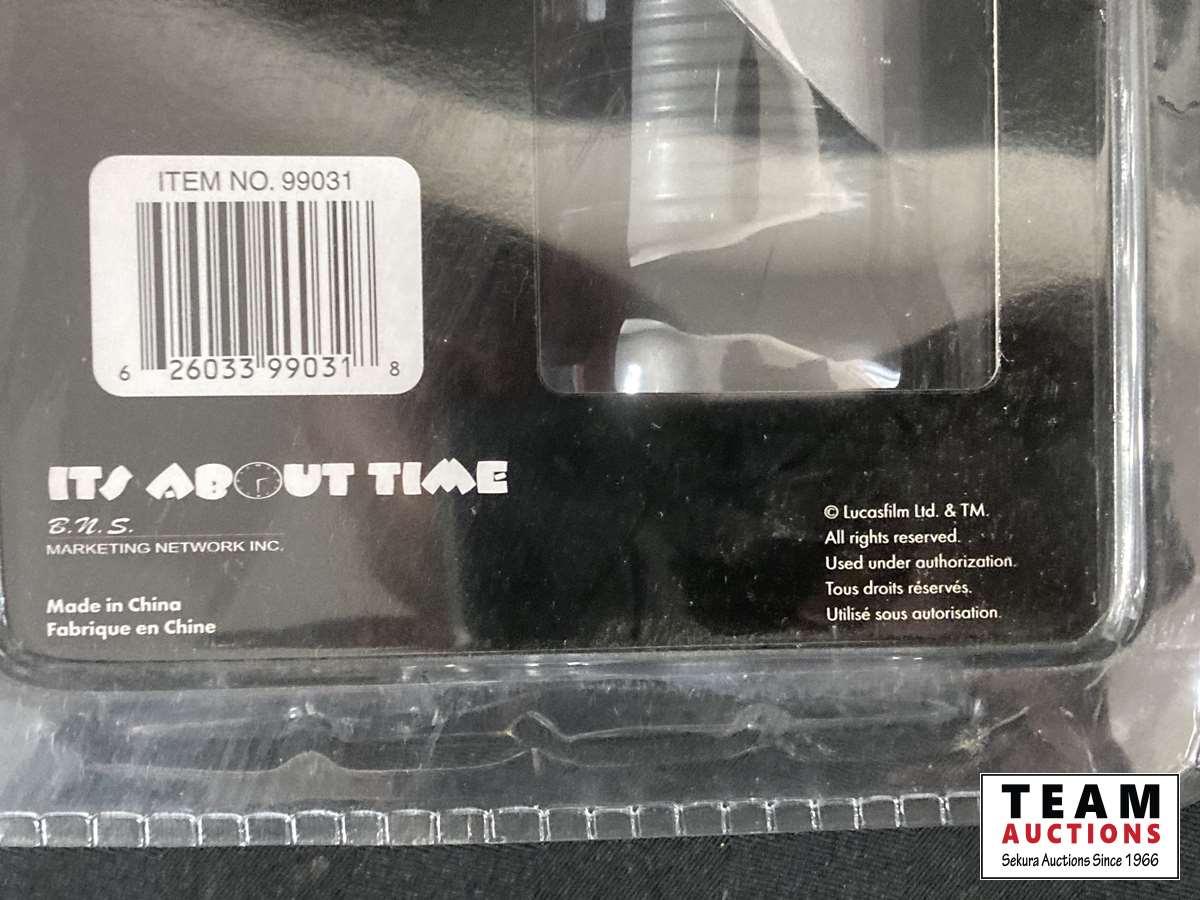 ITEM NO. 99031
6 26033 99031 8
ITS ABOUT TIME
B.N.S.
MARKETING NETWORK INC.
Made in China
Fabrique en Chine
© Lucasfilm Ltd. & TM.
All rights reserved.
Used under authorization.
Tous droits réservés.
Utilisé sous autorisation.
TEAM
AUCTIONS
Sekura Auctions Since 1966